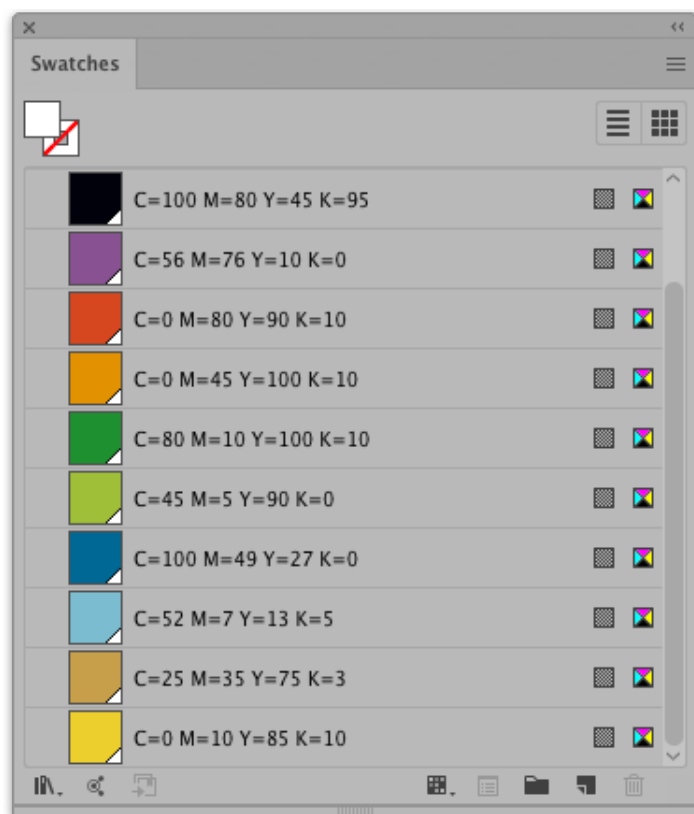 Swatches
C=100 M=80 Y=45 K=95
C=56 M=76 Y=10 K=0
C=0 M=80 Y=90 K=10
C=0 M=45 Y=100 K=10
C=80 M=10 Y=100 K=10
C=45 M=5 Y=90 K=0
C=100 M=49 Y=27 K=0
C=52 M=7 Y=13 K=5
C=25 M=35 Y=75 K=3
C=0 M=10 Y=85 K=10